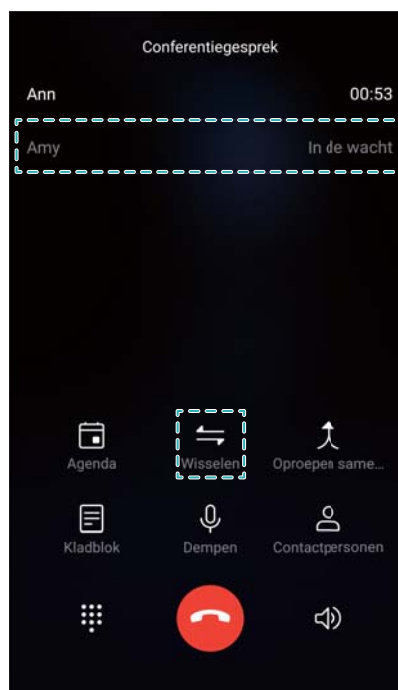 Conferentiegesprek
Ann 00:53
Amy In de wacht
Agenda Wisselen Oproepen same...
Kladblok Dempen Contactpersonen